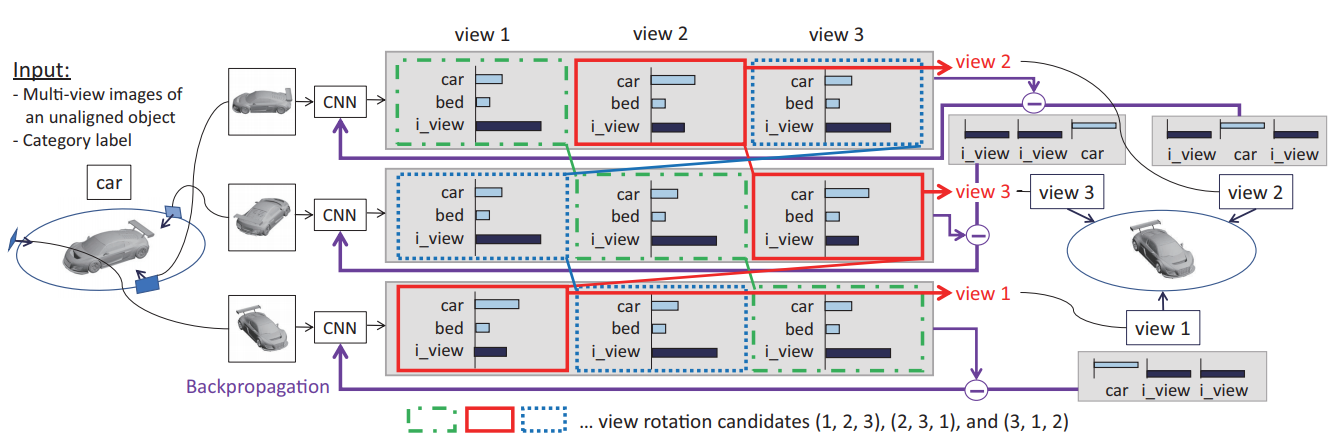 view 1
view 2
view 3
Input:
- Multi-view images of
an unaligned object
- Category label
car
CNN
car
bed
i_view
car
bed
i_view
car
bed
i_view
view 2
i_view i_view car
i_view car i_view
CNN
car
bed
i_view
car
bed
i_view
car
bed
i_view
view 3
view 3
view 2
CNN
car
bed
i_view
car
bed
i_view
car
bed
i_view
view 1
view 1
car i_view i_view
Backpropagation
... view rotation candidates (1, 2, 3), (2, 3, 1), and (3, 1, 2)